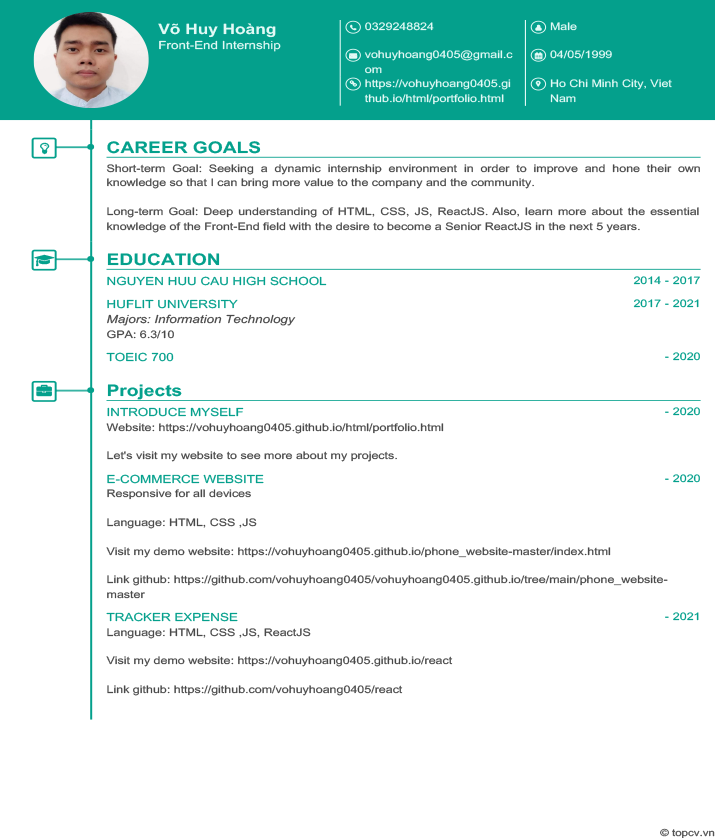 Võ Huy Hoàng
Front-End Internship
0329248824
vohuyhoang0405@gmail.c
om
https://vohuyhoang0405.gi
thub.io/html/portfolio.html
Male
04/05/1999
Ho Chi Minh City, Viet
Nam
CAREER GOALS
Short-term Goal: Seeking a dynamic internship environment in order to improve and hone their own
knowledge so that I can bring more value to the company and the community.
Long-term Goal: Deep understanding of HTML, CSS, JS, ReactJS. Also, learn more about the essential
knowledge of the Front-End field with the desire to become a Senior ReactJS in the next 5 years.
EDUCATION
NGUYEN HUU CAU HIGH SCHOOL 2014 - 2017
HUFLIT UNIVERSITY 2017 - 2021
Majors: Information Technology
GPA: 6.3/10
TOEIC 700 - 2020
Projects
INTRODUCE MYSELF - 2020
Website: https://vohuyhoang0405.github.io/html/portfolio.html
Let's visit my website to see more about my projects.
E-COMMERCE WEBSITE - 2020
Responsive for all devices
Language: HTML, CSS ,JS
Visit my demo website: https://vohuyhoang0405.github.io/phone_website-master/index.html
Link github: https://github.com/vohuyhoang0405/vohuyhoang0405.github.io/tree/main/phone_website-
master
TRACKER EXPENSE - 2021
Language: HTML, CSS ,JS, ReactJS
Visit my demo website: https://vohuyhoang0405.github.io/react
Link github: https://github.com/vohuyhoang0405/react
© topcv.vn